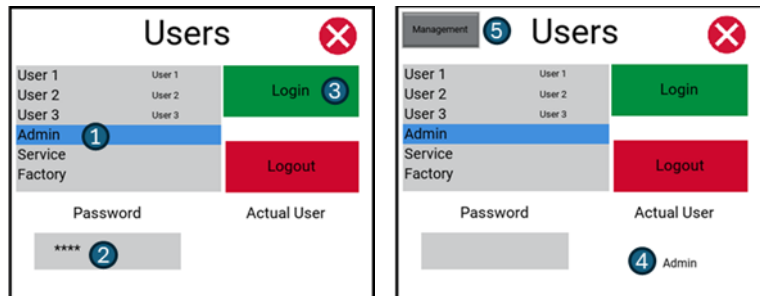 Users
User 1 User 1
User 2 User 2
User 3 User 3
Admin 1
Service
Factory
Login 3
Logout
Password
Actual User
**** 2
Management 5 Users
User 1 User 1
User 2 User 2
User 3 User 3
Admin
Service
Factory
Login
Logout
Password
Actual User
4 Admin